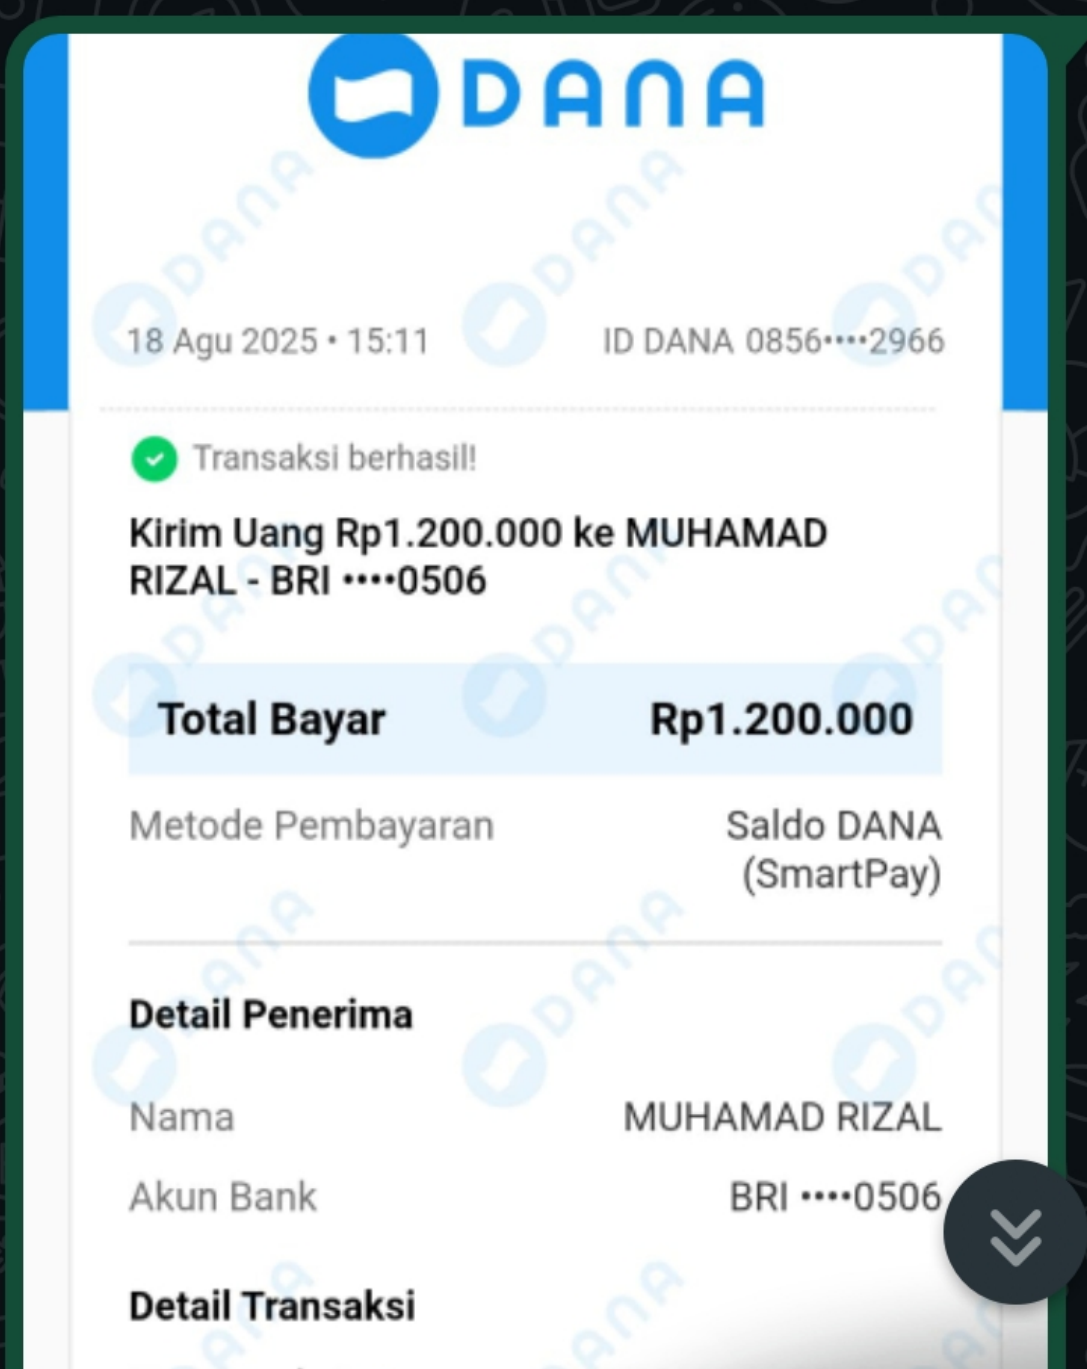 DANA
18 Agu 2025 • 15:11 ID DANA 0856••••2966
Transaksi berhasil!
Kirim Uang Rp1.200.000 ke MUHAMAD
RIZAL - BRI ••••0506
Total Bayar Rp1.200.000
Metode Pembayaran Saldo DANA
(SmartPay)
Detail Penerima
Nama MUHAMAD RIZAL
Akun Bank BRI ••••0506
Detail Transaksi